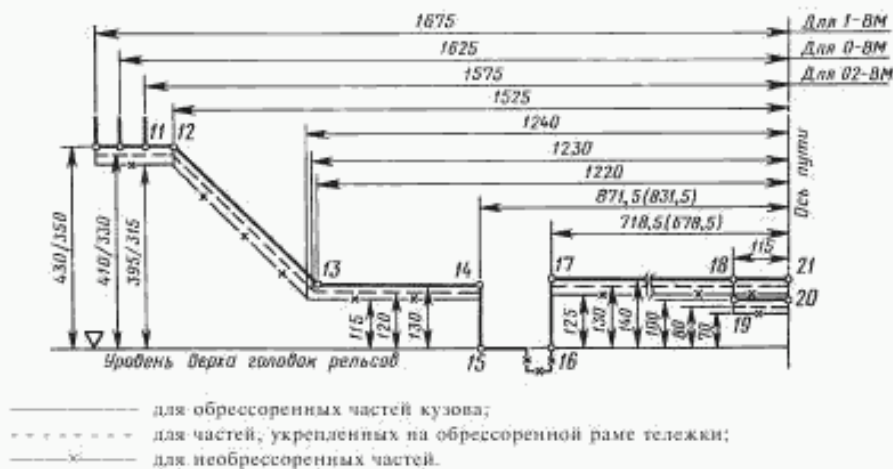 1675
Для 1-ВМ
1625
Для 0-ВМ
1575
Для 02-ВМ
1525
1240
11 12
1230
1220
Ось пути
871,5(831,5)
718,5(678,5)
115
430/350
410/330
395/315
13 14 17 18 21
20
115 120 130
125 130 140 100 80 70
19
Уровень верха головок рельсов
15 16
для обрессоренных частей кузова;
для частей, укрепленных на обрессоренной раме тележки;
для необрессоренных частей.